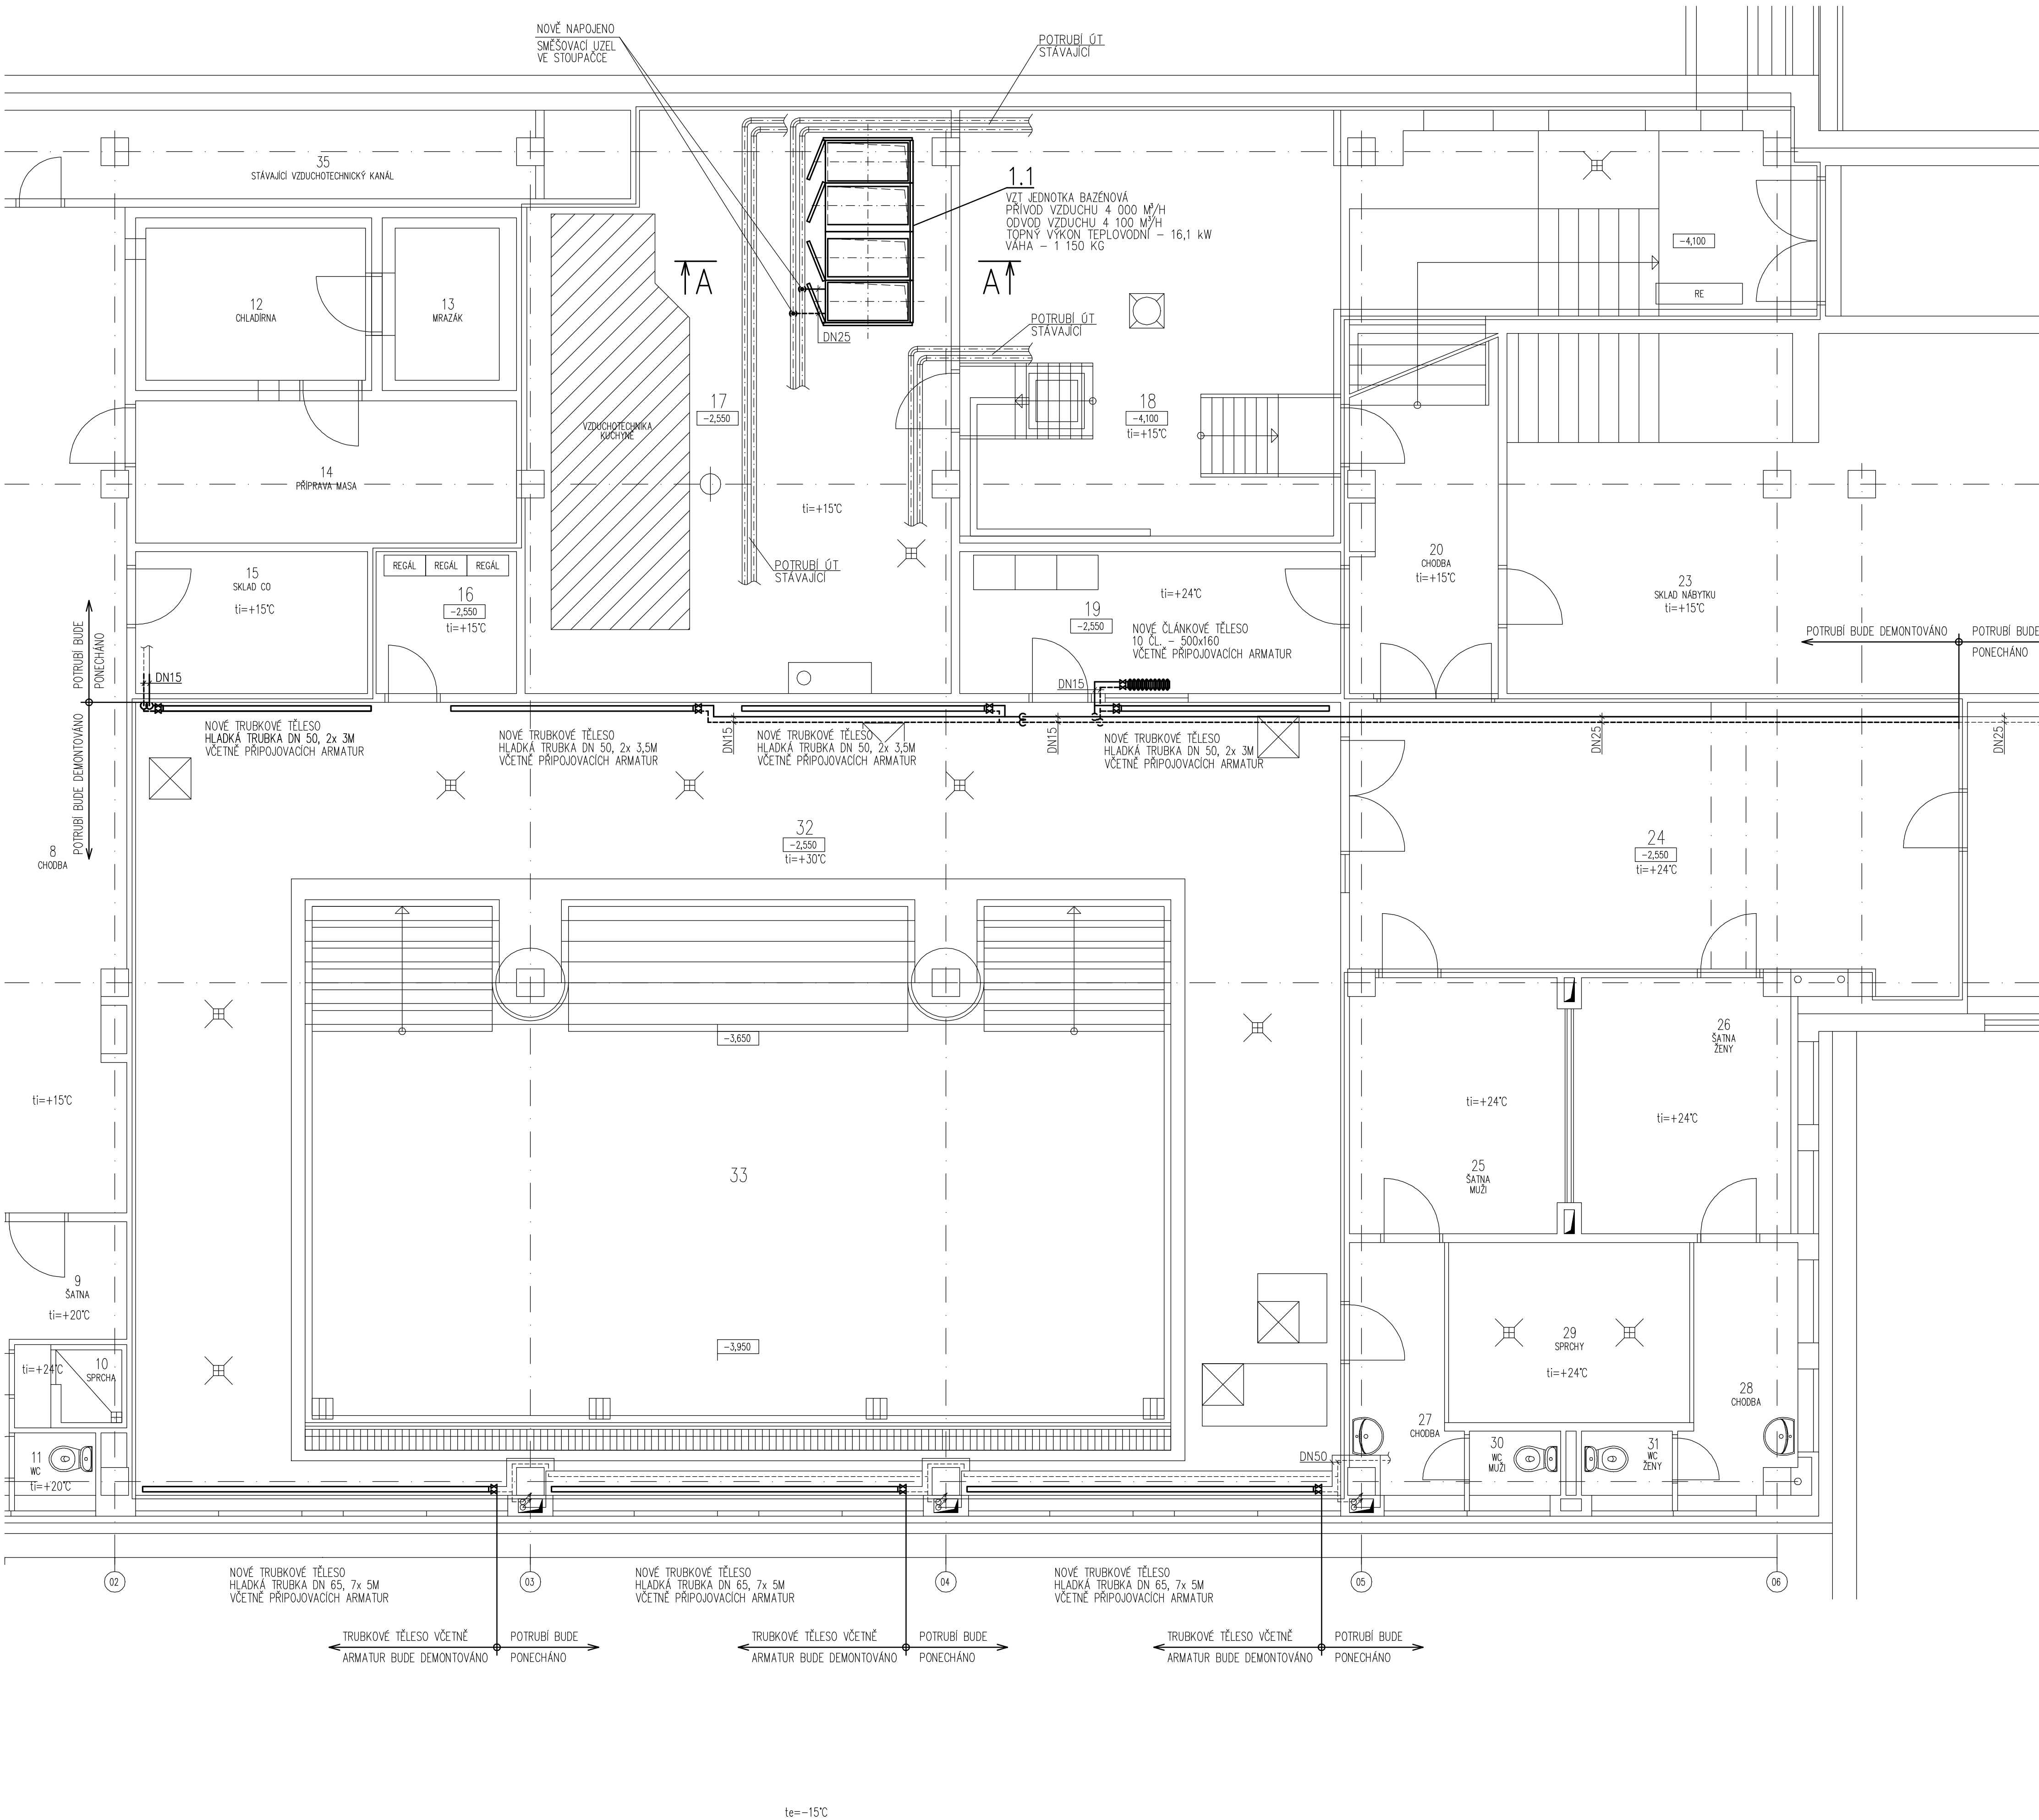 NOVĚ NAPOJENO
SMĚŠOVACÍ UZEL
VE STOUPAČCE
POTRUBÍ ÚT
STÁVAJÍCÍ
35
STÁVAJÍCÍ VZDUCHOTECHNICKÝ KANÁL
1.1
VZT JEDNOTKA BAZÉNOVÁ
PŘÍVOD VZDUCHU 4 000 M³/H
ODVOD VZDUCHU 4 100 M³/H
TOPNÝ VÝKON TEPLOVODNÍ – 16,1 kW
VÁHA – 1 150 KG
A
A
-4,100
RE
12
CHLADÍRNA
13
MRAZÁK
DN25
POTRUBÍ ÚT
STÁVAJÍCÍ
17
-2,550
VZDUCHOTECHNIKA
KUCHYNĚ
18
-4,100
ti=+15°C
14
PŘÍPRAVA MASA
ti=+15°C
POTRUBÍ ÚT
STÁVAJÍCÍ
15
SKLAD CO
ti=+15°C
REGÁL
REGÁL
REGÁL
16
-2,550
ti=+15°C
19
-2,550
ti=+24°C
NOVÉ ČLÁNKOVÉ TĚLESO
10 ČL. – 500x160
VČETNĚ PŘIPOJOVACÍCH ARMATUR
20
CHODBA
ti=+15°C
23
SKLAD NÁBYTKU
ti=+15°C
POTRUBÍ BUDE DEMONTOVÁNO
POTRUBÍ BUDE
PONECHÁNO
POTRUBÍ BUDE
PONECHÁNO
POTRUBÍ BUDE DEMONTOVÁNO
DN15
DN15
NOVÉ TRUBKOVÉ TĚLESO
HLADKÁ TRUBKA DN 50, 2x 3M
VČETNĚ PŘIPOJOVACÍCH ARMATUR
NOVÉ TRUBKOVÉ TĚLESO
HLADKÁ TRUBKA DN 50, 2x 3,5M
VČETNĚ PŘIPOJOVACÍCH ARMATUR
DN15
NOVÉ TRUBKOVÉ TĚLESO
HLADKÁ TRUBKA DN 50, 2x 3,5M
VČETNĚ PŘIPOJOVACÍCH ARMATUR
DN15
NOVÉ TRUBKOVÉ TĚLESO
HLADKÁ TRUBKA DN 50, 2x 3M
VČETNĚ PŘIPOJOVACÍCH ARMATUR
DN25
DN25
8
CHODBA
32
-2,550
ti=+30°C
24
-2,550
ti=+24°C
-3,650
26
ŠATNA
ŽENY
ti=+15°C
ti=+24°C
ti=+24°C
33
25
ŠATNA
MUŽI
9
ŠATNA
ti=+20°C
-3,950
29
SPRCHY
ti=+24°C
ti=+24°C
10
SPRCHA
28
CHODBA
27
CHODBA
11
WC
ti=+20°C
DN50
30
WC
MUŽI
31
WC
ŽENY
02
03
04
05
06
NOVÉ TRUBKOVÉ TĚLESO
HLADKÁ TRUBKA DN 65, 7x 5M
VČETNĚ PŘIPOJOVACÍCH ARMATUR
NOVÉ TRUBKOVÉ TĚLESO
HLADKÁ TRUBKA DN 65, 7x 5M
VČETNĚ PŘIPOJOVACÍCH ARMATUR
NOVÉ TRUBKOVÉ TĚLESO
HLADKÁ TRUBKA DN 65, 7x 5M
VČETNĚ PŘIPOJOVACÍCH ARMATUR
TRUBKOVÉ TĚLESO VČETNĚ
ARMATUR BUDE DEMONTOVÁNO
POTRUBÍ BUDE
PONECHÁNO
TRUBKOVÉ TĚLESO VČETNĚ
ARMATUR BUDE DEMONTOVÁNO
POTRUBÍ BUDE
PONECHÁNO
TRUBKOVÉ TĚLESO VČETNĚ
ARMATUR BUDE DEMONTOVÁNO
POTRUBÍ BUDE
PONECHÁNO
te=-15°C